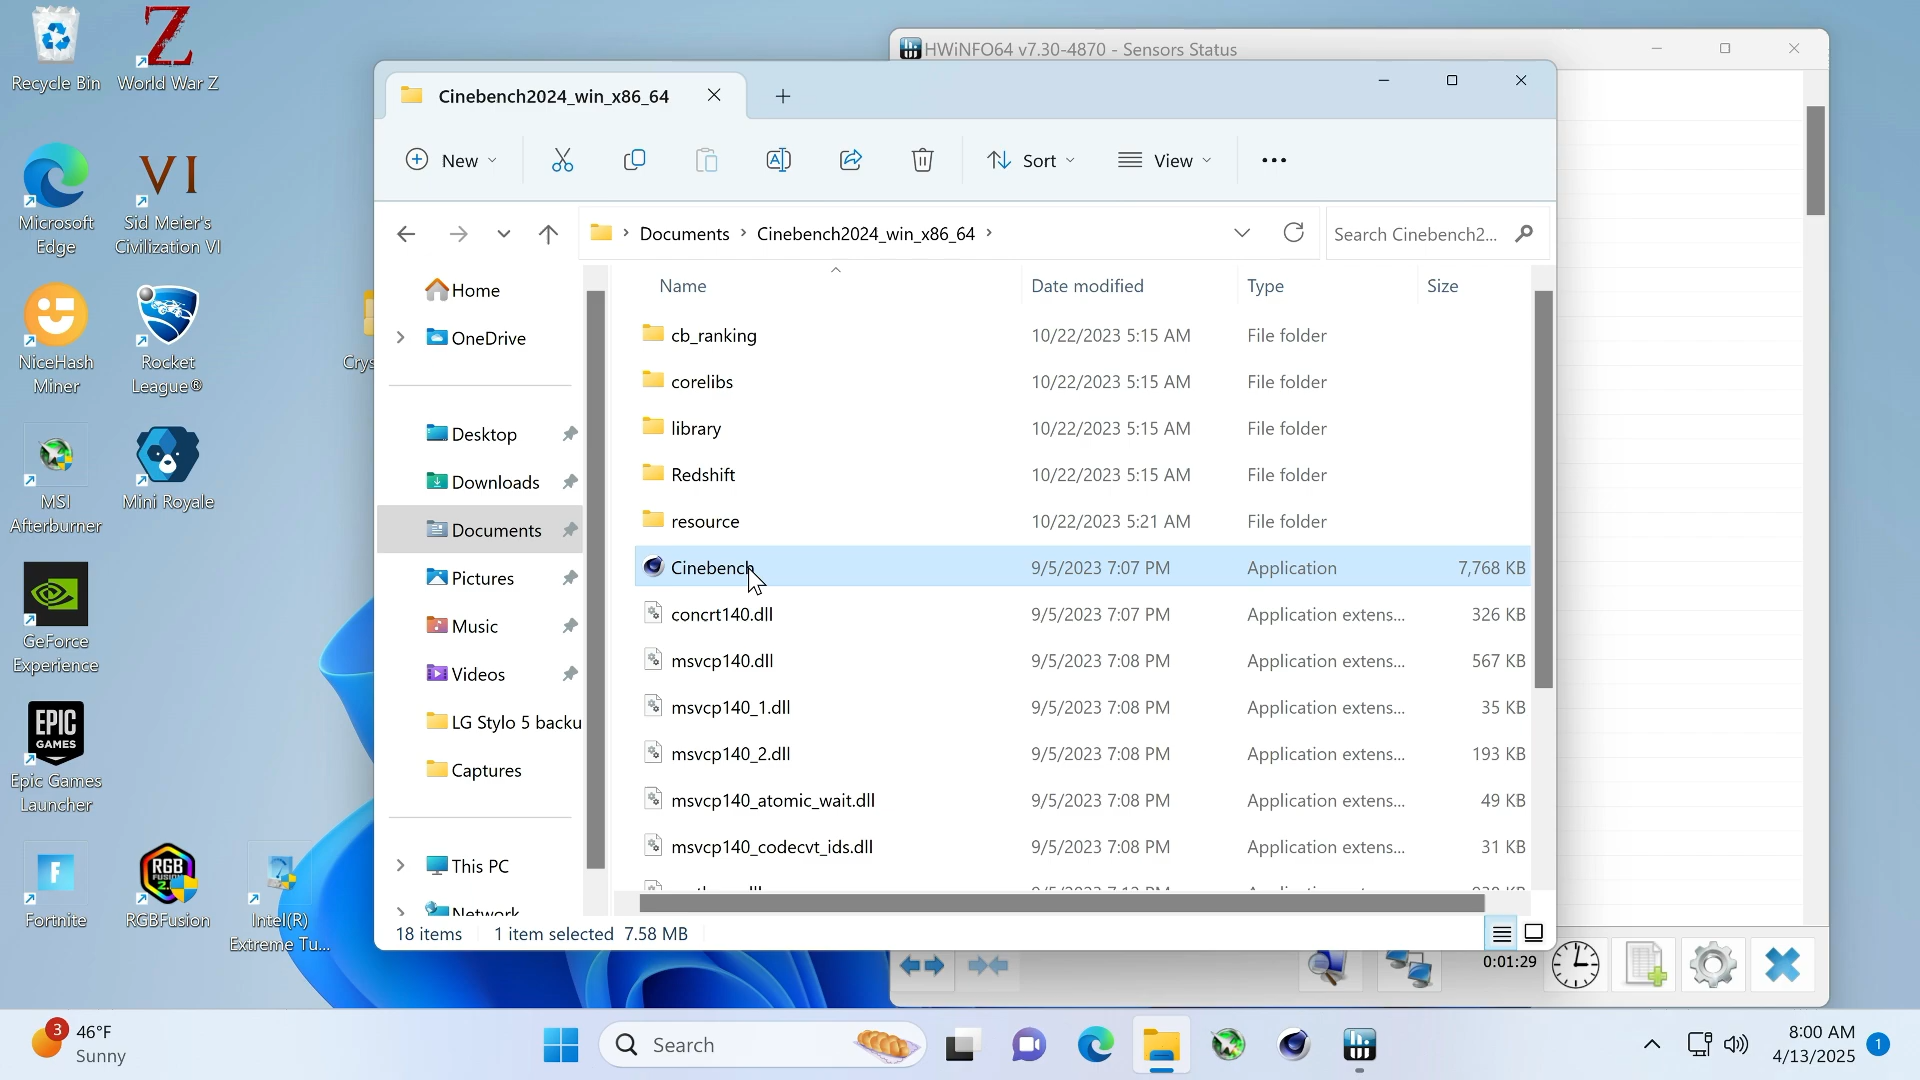 Recycle Bin
World War Z
Microsoft
Edge
VI
Sid Meier's
Civilization VI
NiceHash
Miner
Rocket
League®
Crys
MSI
Afterburner
Mini Royale
GeForce
Experience
EPIC
GAMES
Epic Games
Launcher
F
Fortnite
RGB
FUSION
2.0
RGBFusion
Intel(R)
Extreme Tu...
HWiNFO64 v7.30-4870 - Sensors Status
Cinebench2024_win_x86_64
New
Sort
View
Documents
Cinebench2024_win_x86_64
Search Cinebench2...
Home
OneDrive
Desktop
Downloads
Documents
Pictures
Music
Videos
LG Stylo 5 backu
Captures
This PC
Network
Name Date modified Type Size
cb_ranking 10/22/2023 5:15 AM File folder
corelibs 10/22/2023 5:15 AM File folder
library 10/22/2023 5:15 AM File folder
Redshift 10/22/2023 5:15 AM File folder
resource 10/22/2023 5:21 AM File folder
Cinebench 9/5/2023 7:07 PM Application 7,768 KB
concrt140.dll 9/5/2023 7:07 PM Application extens... 326 KB
msvcp140.dll 9/5/2023 7:08 PM Application extens... 567 KB
msvcp140_1.dll 9/5/2023 7:08 PM Application extens... 35 KB
msvcp140_2.dll 9/5/2023 7:08 PM Application extens... 193 KB
msvcp140_atomic_wait.dll 9/5/2023 7:08 PM Application extens... 49 KB
msvcp140_codecvt_ids.dll 9/5/2023 7:08 PM Application extens... 31 KB
18 items 1 item selected 7.58 MB
0:01:29
3
46°F
Sunny
Search
8:00 AM
4/13/2025
1